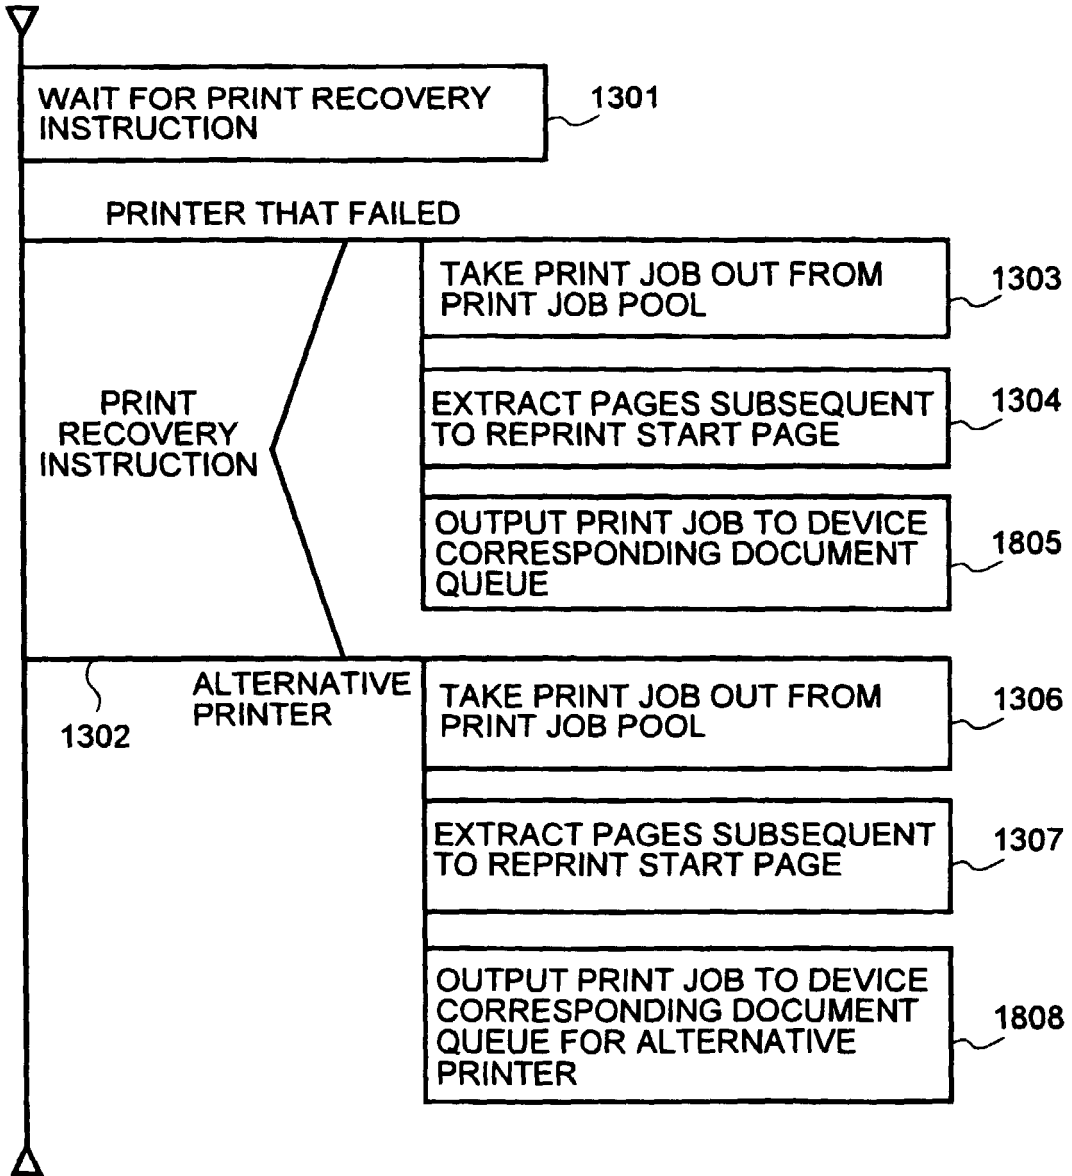 WAIT FOR PRINT RECOVERY
INSTRUCTION
1301
PRINTER THAT FAILED
TAKE PRINT JOB OUT FROM
PRINT JOB POOL
1303
PRINT
RECOVERY
INSTRUCTION
EXTRACT PAGES SUBSEQUENT
TO REPRINT START PAGE
1304
OUTPUT PRINT JOB TO DEVICE
CORRESPONDING DOCUMENT
QUEUE
1805
1302
ALTERNATIVE
PRINTER
TAKE PRINT JOB OUT FROM
PRINT JOB POOL
1306
EXTRACT PAGES SUBSEQUENT
TO REPRINT START PAGE
1307
OUTPUT PRINT JOB TO DEVICE
CORRESPONDING DOCUMENT
QUEUE FOR ALTERNATIVE
PRINTER
1808